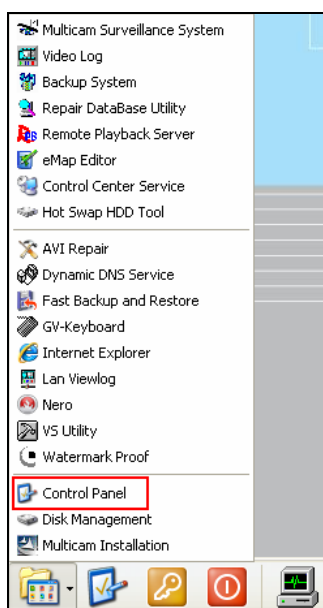 Multicam Surveillance System
Video Log
Backup System
Repair DataBase Utility
Remote Playback Server
eMap Editor
Control Center Service
Hot Swap HDD Tool
AVI Repair
Dynamic DNS Service
Fast Backup and Restore
GV-Keyboard
Internet Explorer
Lan Viewlog
Nero
VS Utility
Watermark Proof
Control Panel
Disk Management
Multicam Installation